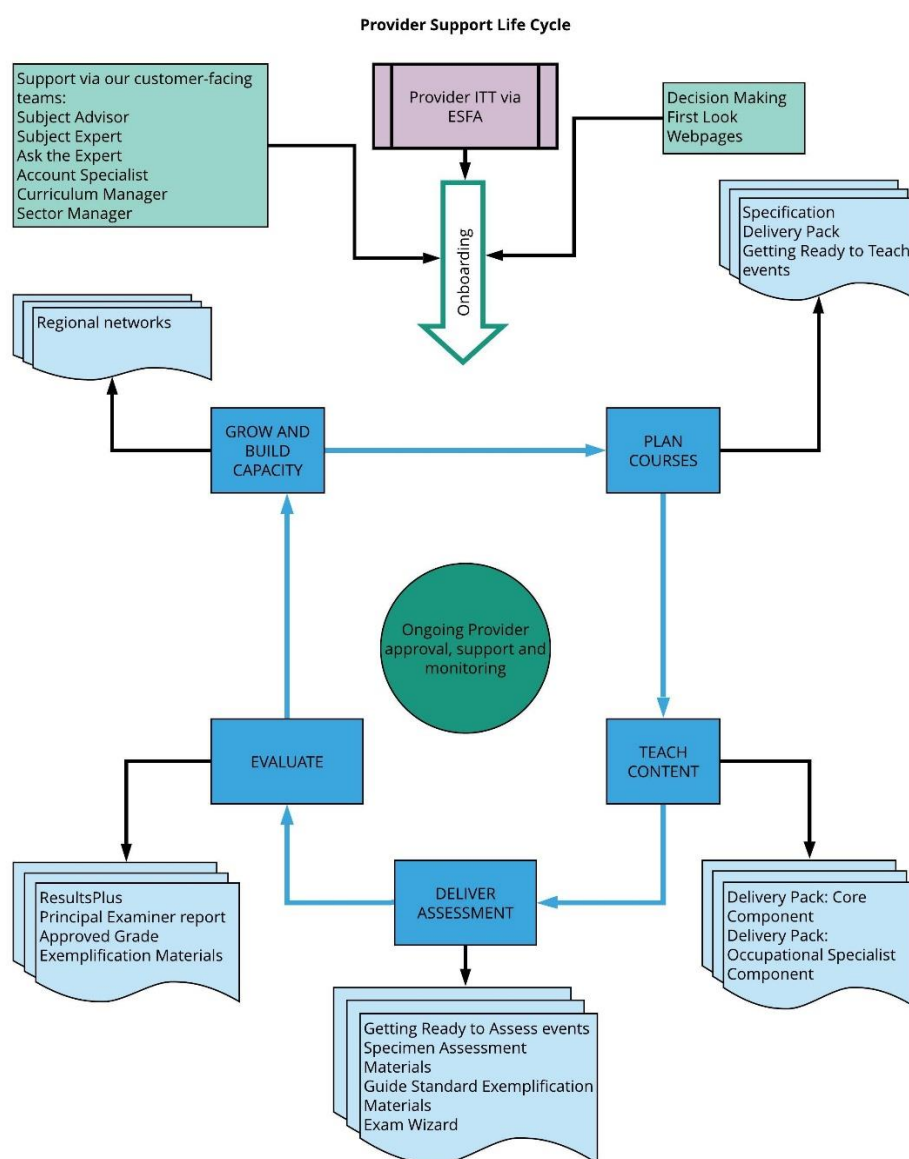 Provider Support Life Cycle
Support via our customer-facing
teams:
Subject Advisor
Subject Expert
Ask the Expert
Account Specialist
Curriculum Manager
Sector Manager
Provider ITT via
ESFA
Decision Making
First Look
Webpages
Onboarding
Specification
Delivery Pack
Getting Ready to Teach
events
Regional networks
GROW AND
BUILD
CAPACITY
PLAN
COURSES
Ongoing Provider
approval, support and
monitoring
EVALUATE
TEACH
CONTENT
DELIVER
ASSESSMENT
ResultsPlus
Principal Examiner report
Approved Grade
Exemplification Materials
Delivery Pack: Core
Component
Delivery Pack:
Occupational Specialist
Component
Getting Ready to Assess events
Specimen Assessment
Materials
Guide Standard Exemplification
Materials
Exam Wizard